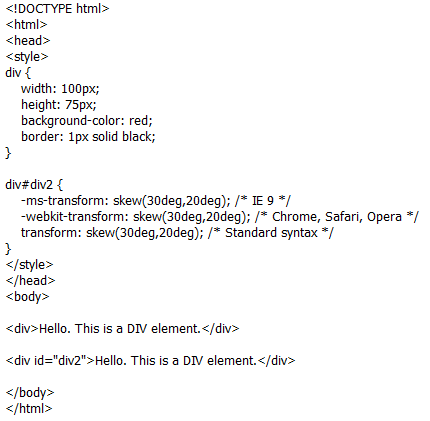 <!DOCTYPE html>
<html>
<head>
<style>
div {
    width: 100px;
    height: 75px;
    background-color: red;
    border: 1px solid black;
}

div#div2 {
    -ms-transform: skew(30deg,20deg); /* IE 9 */
    -webkit-transform: skew(30deg,20deg); /* Chrome, Safari, Opera */
    transform: skew(30deg,20deg); /* Standard syntax */
}
</style>
</head>
<body>

<div>Hello. This is a DIV element.</div>

<div id="div2">Hello. This is a DIV element.</div>

</body>
</html>